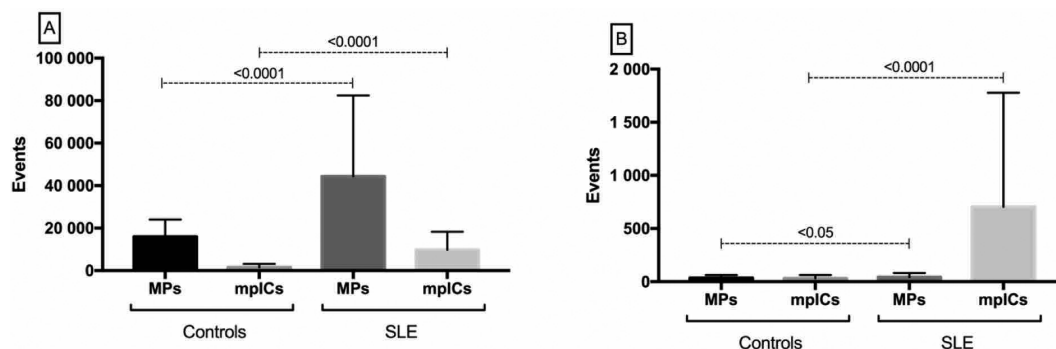 A
<0.0001
<0.0001
100 000
80 000
60 000
40 000
20 000
0
Events
MPs mpICs MPs mpICs
Controls SLE
B
<0.0001
<0.05
2 000
1 500
1 000
500
0
Events
MPs mpICs MPs mpICs
Controls SLE